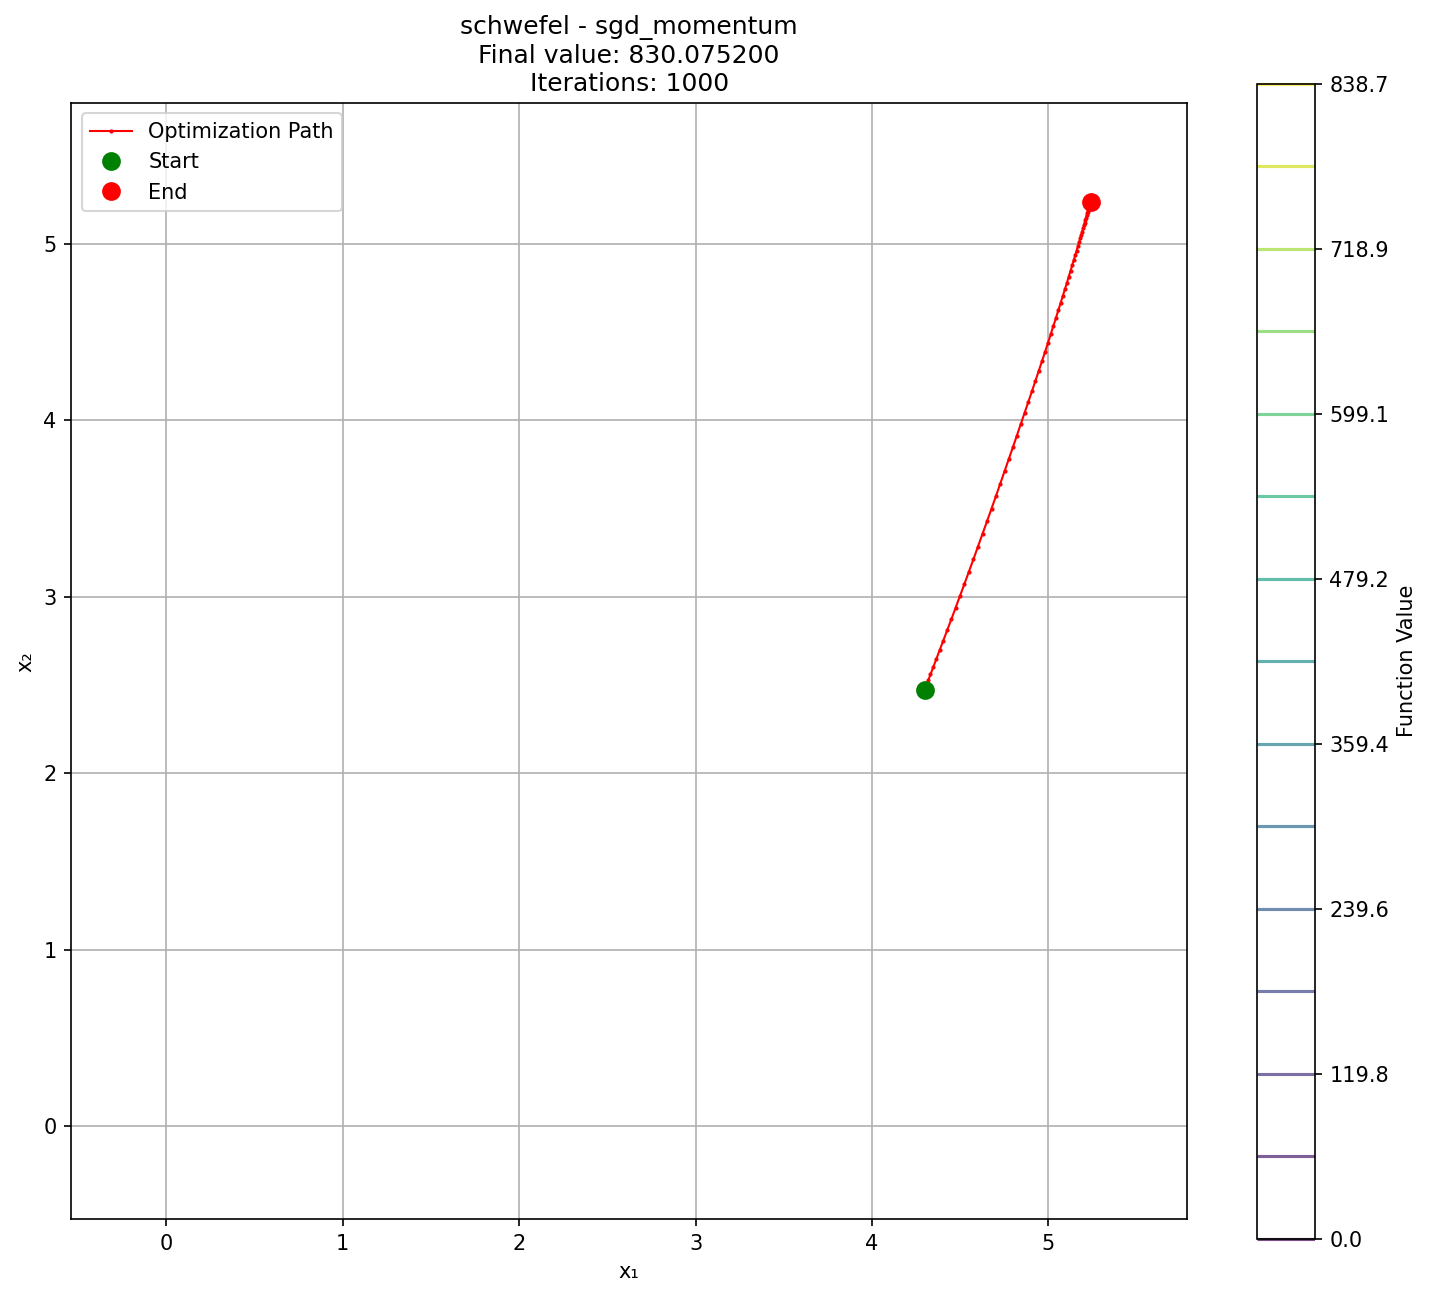 schwefel - sgd_momentum
Final value: 830.075200
Iterations: 1000
Optimization Path
Start
End
5
4
3
2
1
0
x₂
0
1
2
3
4
5
x₁
838.7
718.9
599.1
479.2
359.4
239.6
119.8
0.0
Function Value